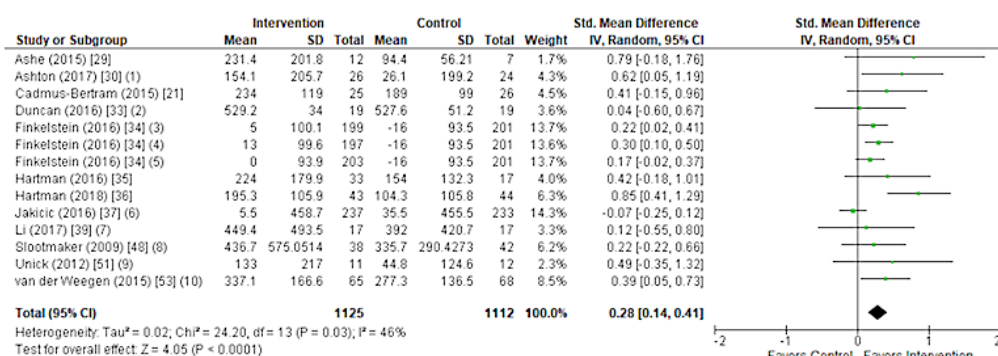 Intervention Control Std. Mean Difference Std. Mean Difference
Study or Subgroup Mean SD Total Mean SD Total Weight IV, Random, 95% CI IV, Random, 95% CI
Ashe (2015) [29] 231.4 201.8 12 94.4 56.21 7 1.7% 0.79 [-0.18, 1.76]
Ashton (2017) [30] (1) 154.1 205.7 26 26.1 199.2 24 4.3% 0.62 [0.05, 1.19]
Cadmus-Bertram (2015) [21] 234 119 25 189 99 26 4.5% 0.41 [-0.15, 0.96]
Duncan (2016) [33] (2) 529.2 34 19 527.6 51.2 19 3.6% 0.04 [-0.60, 0.67]
Finkelstein (2016) [34] (3) 5 100.1 199 -16 93.5 201 13.7% 0.22 [0.02, 0.41]
Finkelstein (2016) [34] (4) 13 99.6 197 -16 93.5 201 13.6% 0.30 [0.10, 0.50]
Finkelstein (2016) [34] (5) 0 93.9 203 -16 93.5 201 13.7% 0.17 [-0.02, 0.37]
Hartman (2016) [35] 224 179.9 33 154 132.3 17 4.0% 0.42 [-0.18, 1.01]
Hartman (2018) [36] 195.3 105.9 43 104.3 105.8 44 6.4% 0.85 [0.41, 1.29]
Jakicic (2016) [37] (6) 5.5 458.7 237 35.5 455.5 233 14.3% -0.07 [-0.25, 0.12]
Li (2017) [39] (7) 449.4 493.5 17 392 420.7 17 3.2% 0.12 [-0.55, 0.80]
Slootmaker (2009) [48] (8) 436.7 575.0514 38 335.7 290.4273 42 6.3% 0.22 [-0.22, 0.66]
Unick (2012) [51] (9) 133 217 11 44.8 124.6 12 2.3% 0.49 [-0.35, 1.32]
van der Weegen (2015) [53] (10) 337.1 166.6 65 277.3 136.5 68 8.5% 0.39 [0.05, 0.73]
Total (95% CI) 1125 1112 100.0% 0.28 [0.14, 0.41]
Heterogeneity: Tau² = 0.02; Chi² = 24.20, df = 13 (P = 0.03); I² = 46%
Test for overall effect: Z = 4.05 (P < 0.0001)
-2 -1 0 1 2
Favors Control Favors Intervention